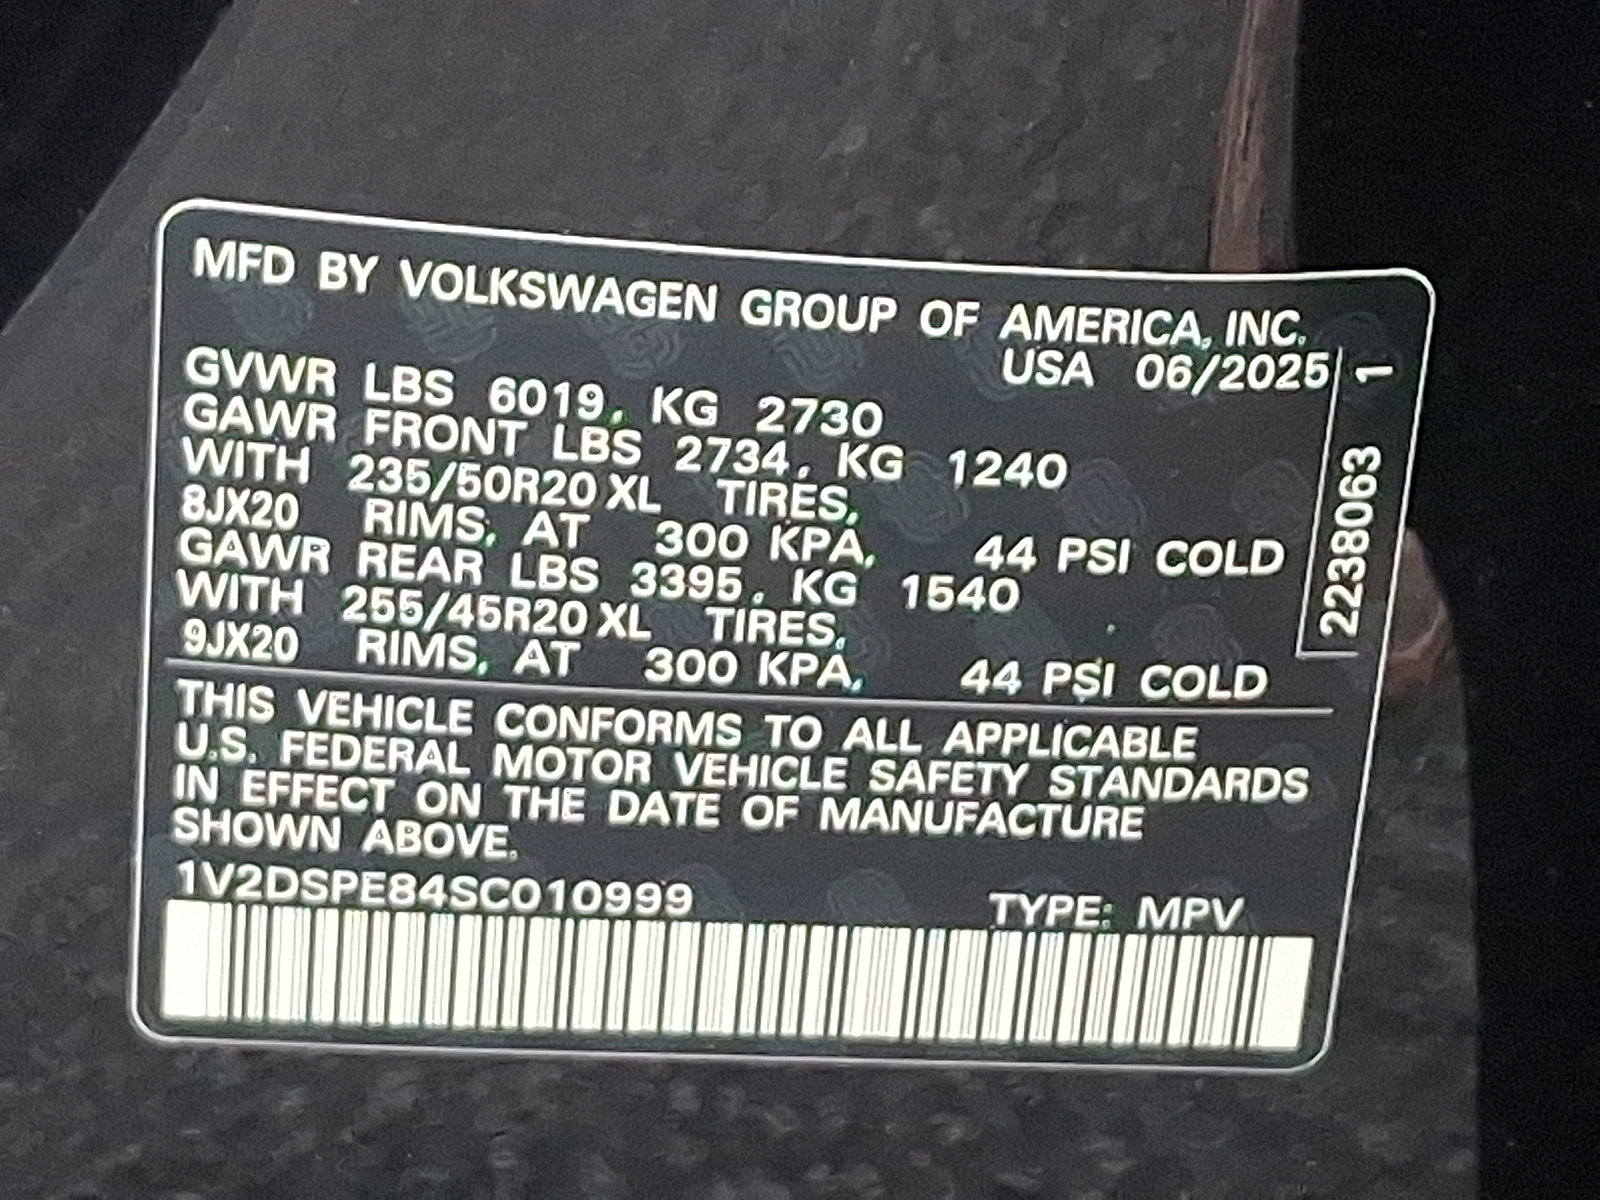 MFD BY VOLKSWAGEN GROUP OF AMERICA, INC.
USA 06/2025
GVWR LBS 6019, KG 2730
GAWR FRONT LBS 2734, KG 1240
WITH 235/50R20 XL TIRES,
8JX20 RIMS, AT 300 KPA, 44 PSI COLD
GAWR REAR LBS 3395, KG 1540
WITH 255/45R20 XL TIRES,
9JX20 RIMS, AT 300 KPA, 44 PSI COLD
2238063 1
THIS VEHICLE CONFORMS TO ALL APPLICABLE
U.S. FEDERAL MOTOR VEHICLE SAFETY STANDARDS
IN EFFECT ON THE DATE OF MANUFACTURE
SHOWN ABOVE.
1V2DSPE84SC010999 TYPE: MPV